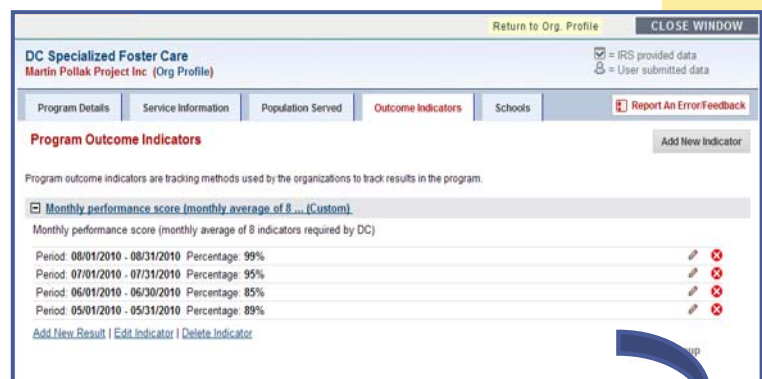 Return to Org. Profile CLOSE WINDOW
DC Specialized Foster Care
Martin Pollak Project Inc (Org Profile)
= IRS provided data
= User submitted data
Program Details Service Information Population Served Outcome Indicators Schools Report An Error/Feedback
Program Outcome Indicators Add New Indicator
Program outcome indicators are tracking methods used by the organizations to track results in the program.
Monthly performance score (monthly average of 8 ... (Custom)
Monthly performance score (monthly average of 8 indicators required by DC)
Period: 08/01/2010 - 08/31/2010 Percentage: 99%
Period: 07/01/2010 - 07/31/2010 Percentage: 95%
Period: 06/01/2010 - 06/30/2010 Percentage: 85%
Period: 05/01/2010 - 05/31/2010 Percentage: 89%
Add New Result | Edit Indicator | Delete Indicator